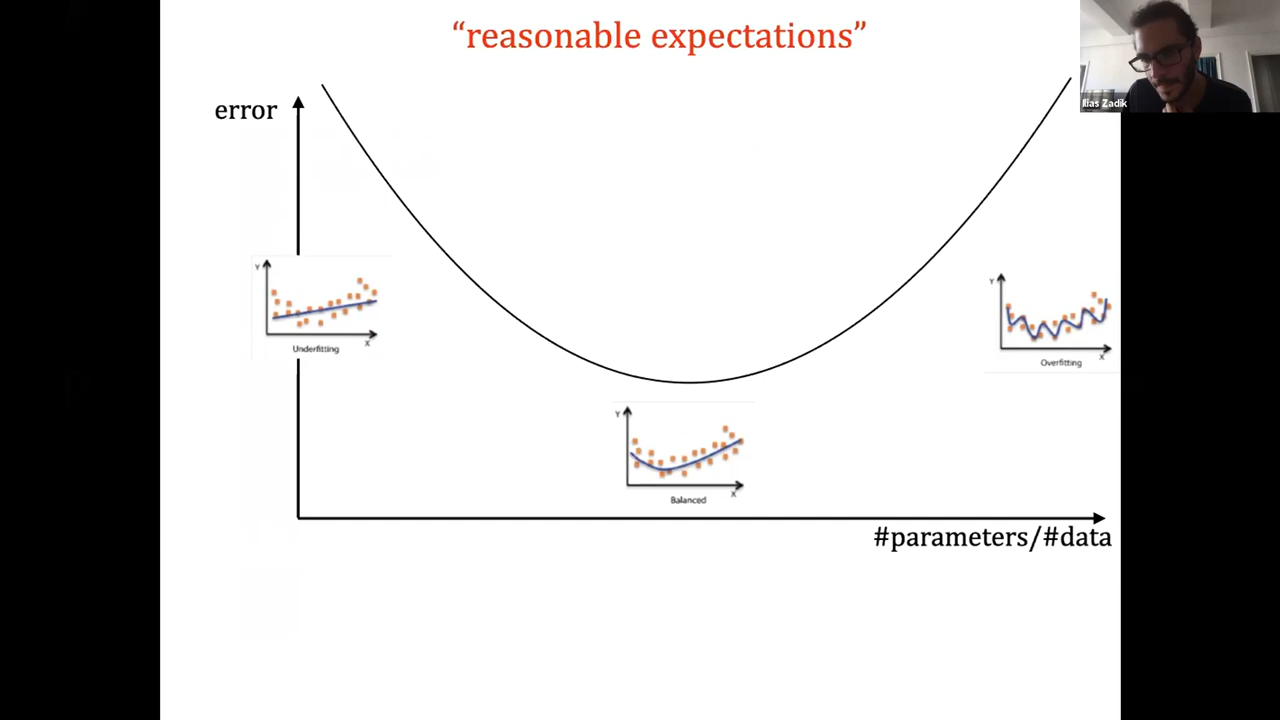 “reasonable expectations”
Ilias Zadik
error
Y
X
Underfitting
Y
X
Overfitting
Y
X
Balanced
#parameters/#data